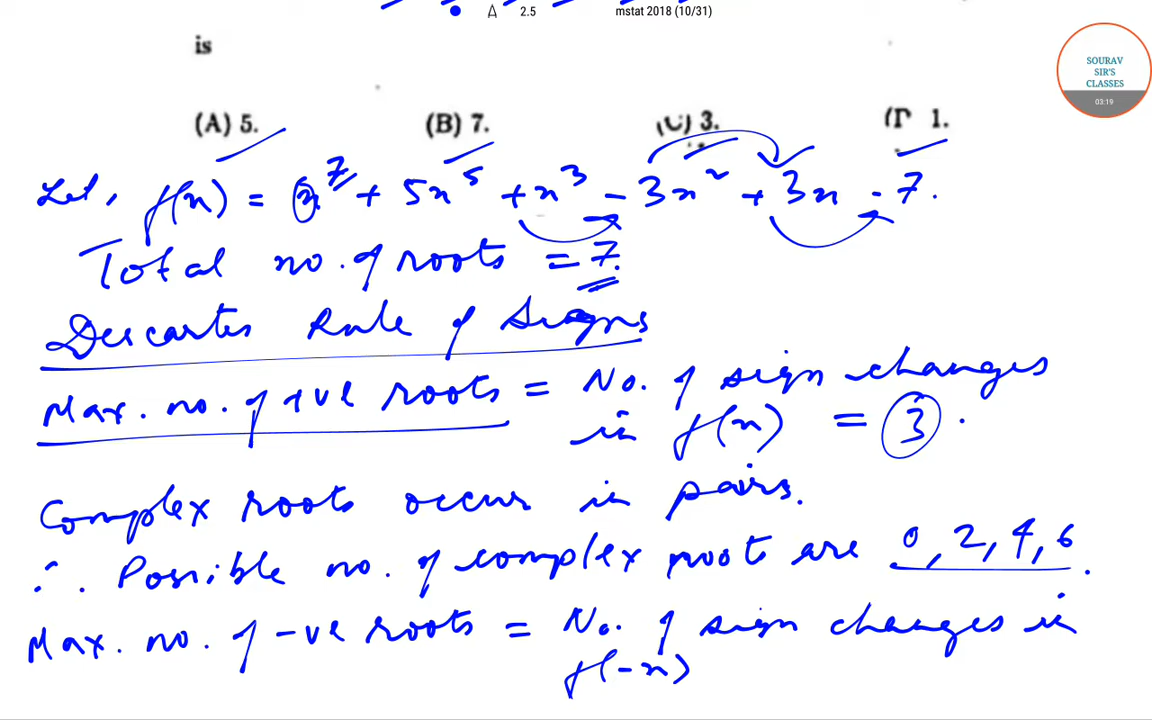 A 2.5 mstat 2018 (10/31)
is
SOURAV
SIR'S
CLASSES
03:19
(A) 5. (B) 7. (C) 3. (D 1.
Let, f(x) = x⁷ + 5x⁵ + x³ - 3x² + 3x - 7.
Total no. of roots = 7.
Descartes Rule of Signs
Max. no. of +ve roots = No. of sign changes
in f(x) = 3.
Complex roots occur in pairs.
∴ Possible no. of complex root are 0, 2, 4, 6.
Max. no. of -ve roots = No. of sign changes in
f(-x)